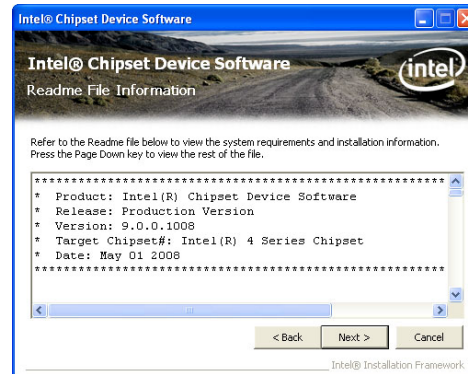 Intel® Chipset Device Software
Intel® Chipset Device Software
intel
Readme File Information
Refer to the Readme file below to view the system requirements and installation information.
Press the Page Down key to view the rest of the file.
********************************************************
* Product: Intel(R) Chipset Device Software
* Release: Production Version
* Version: 9.0.0.1008
* Target Chipset#: Intel(R) 4 Series Chipset
* Date: May 01 2008
********************************************************
< Back
Next >
Cancel
Intel® Installation Framework